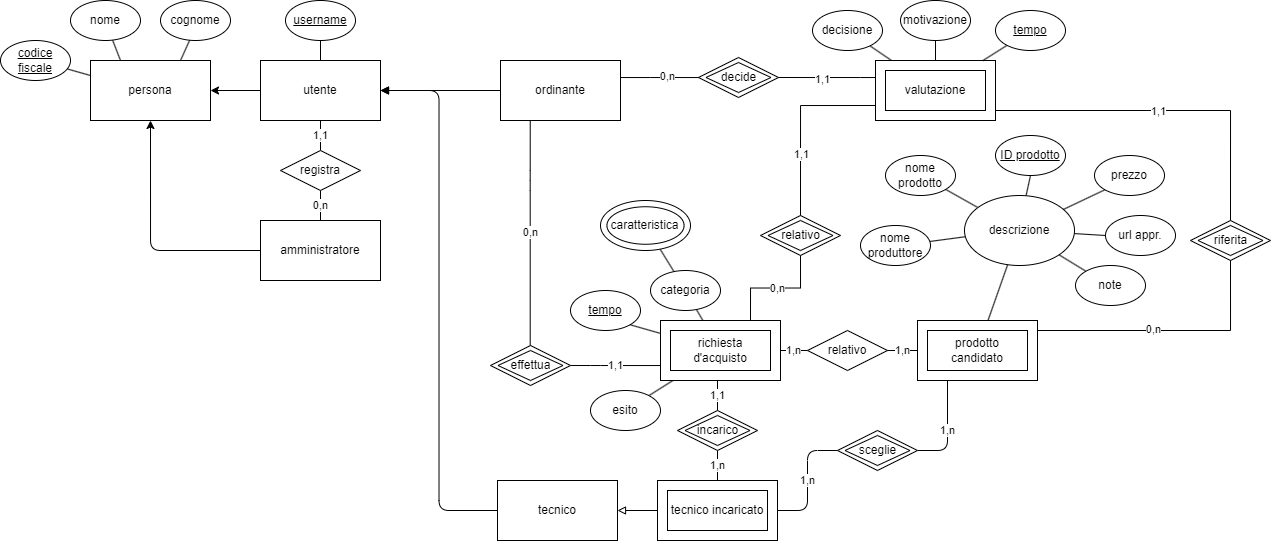 nome
cognome
username
codice
fiscale
persona
utente
ordinante
0,n
decide
1,1
decisione
motivazione
tempo
valutazione
1,1
registra
0,n
amministratore
1,1
1,1
nome
prodotto
ID prodotto
prezzo
descrizione
nome
produttore
url appr.
note
riferita
0,n
caratteristica
relativo
categoria
0,n
tempo
richiesta
d'acquisto
1,n
relativo
1,n
prodotto
candidato
0,n
effettua
1,1
esito
1,1
incarico
1,n
sceglie
1,n
1,n
tecnico
tecnico incaricato